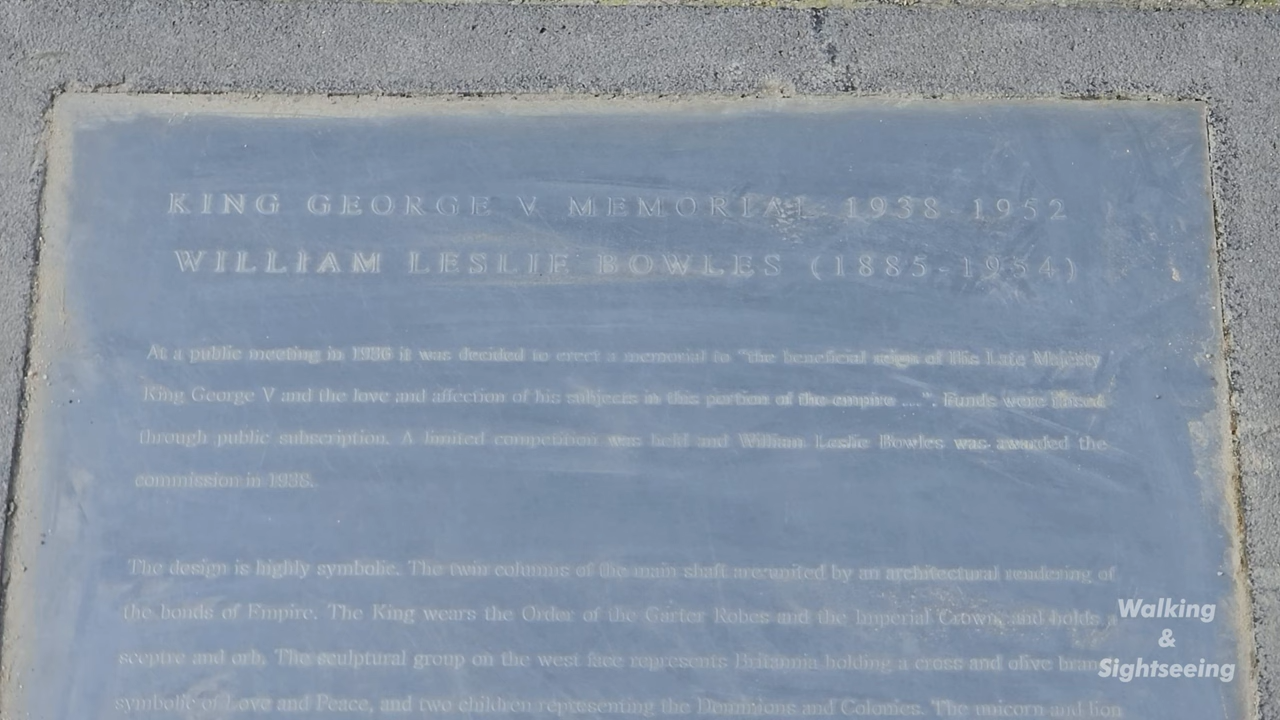 KING GEORGE V MEMORIAL 1938-1952
WILLIAM LESLIE BOWLES (1885-1954)
At a public meeting in 1936 it was decided to erect a memorial to "the beneficial reign of His Late Majesty
King George V and the love and affection of his subjects in this portion of the empire ....". Funds were raised
through public subscription. A limited competition was held and William Leslie Bowles was awarded the
commission in 1938.
The design is highly symbolic. The twin columns of the main shaft are united by an architectural rendering of
the bonds of Empire. The King wears the Order of the Garter Robes and the Imperial Crown and holds a
sceptre and orb. The sculptural group on the west face represents Britannia holding a cross and olive
symbolic of Love and Peace, and two children representing the Dominions and Colonies. The unicorn and lion
Walking
&
Sightseeing